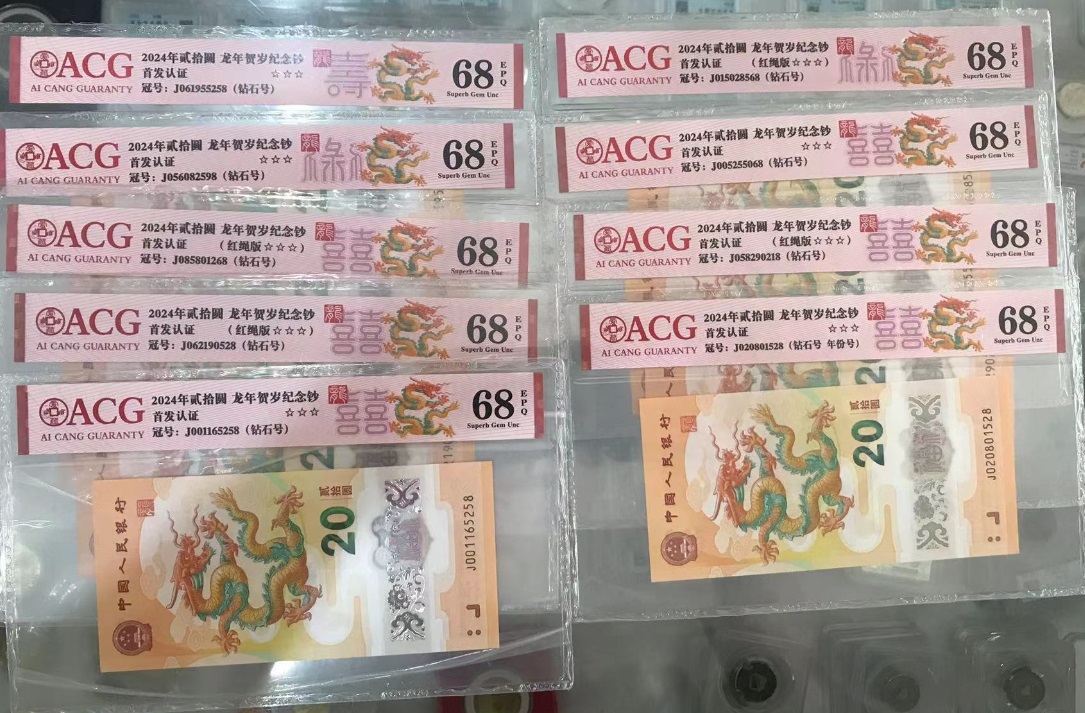 ACG
AI CANG GUARANTY
2024年贰拾圆 龙年贺岁纪念钞
首发认证 ☆☆☆
冠号：J061955258（钻石号）
壽
68 EPQ
Superb Gem Unc
ACG
AI CANG GUARANTY
2024年贰拾圆 龙年贺岁纪念钞
首发认证 ☆☆☆
冠号：J056082598（钻石号）
禄
68 EPQ
Superb Gem Unc
ACG
AI CANG GUARANTY
2024年贰拾圆 龙年贺岁纪念钞
首发认证 （红绳版☆☆☆）
冠号：J085801268（钻石号）
囍
68 EPQ
Superb Gem Unc
ACG
AI CANG GUARANTY
2024年贰拾圆 龙年贺岁纪念钞
首发认证 （红绳版☆☆☆）
冠号：J062190528（钻石号）
囍
68 EPQ
Superb Gem Unc
ACG
AI CANG GUARANTY
2024年贰拾圆 龙年贺岁纪念钞
首发认证 ☆☆☆
冠号：J001165258（钻石号）
囍
68 EPQ
Superb Gem Unc
中國人民銀行
貳拾圓
20
J001165258
ACG
AI CANG GUARANTY
2024年贰拾圆 龙年贺岁纪念钞
首发认证 （红绳版☆☆☆）
冠号：J015028568（钻石号）
禄
68 EPQ
Superb Gem Unc
ACG
AI CANG GUARANTY
2024年贰拾圆 龙年贺岁纪念钞
首发认证 ☆☆☆
冠号：J005255068（钻石号）
囍
68 EPQ
Superb Gem Unc
ACG
AI CANG GUARANTY
2024年贰拾圆 龙年贺岁纪念钞
首发认证 （红绳版☆☆☆）
冠号：J058290218（钻石号）
囍
68 EPQ
Superb Gem Unc
ACG
AI CANG GUARANTY
2024年贰拾圆 龙年贺岁纪念钞
首发认证 ☆☆☆
冠号：J020801528（钻石号 年份号）
囍
68 EPQ
Superb Gem Unc
中國人民銀行
貳拾圓
20
J020801528